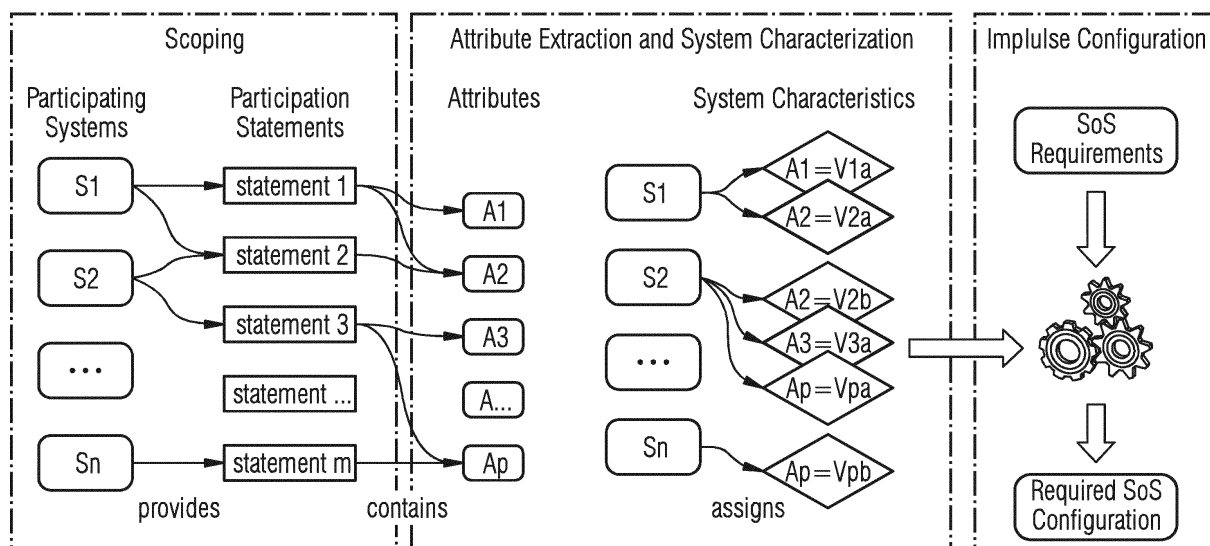 Scoping
Attribute Extraction and System Characterization
Implulse Configuration
Participating
Systems
Participation
Statements
Attributes
System Characteristics
S1
S2
...
Sn
statement 1
statement 2
statement 3
statement ...
statement m
A1
A2
A3
A...
Ap
S1
S2
...
Sn
A1=V1a
A2=V2a
A2=V2b
A3=V3a
Ap=Vpa
Ap=Vpb
SoS
Requirements
Required SoS
Configuration
provides
contains
assigns